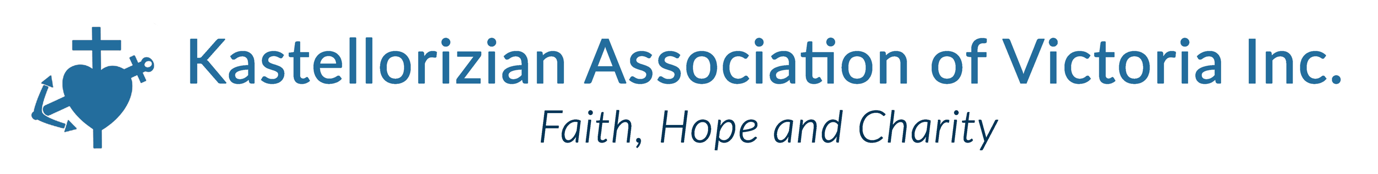 Kastellorizian Association of Victoria Inc.
Faith, Hope and Charity